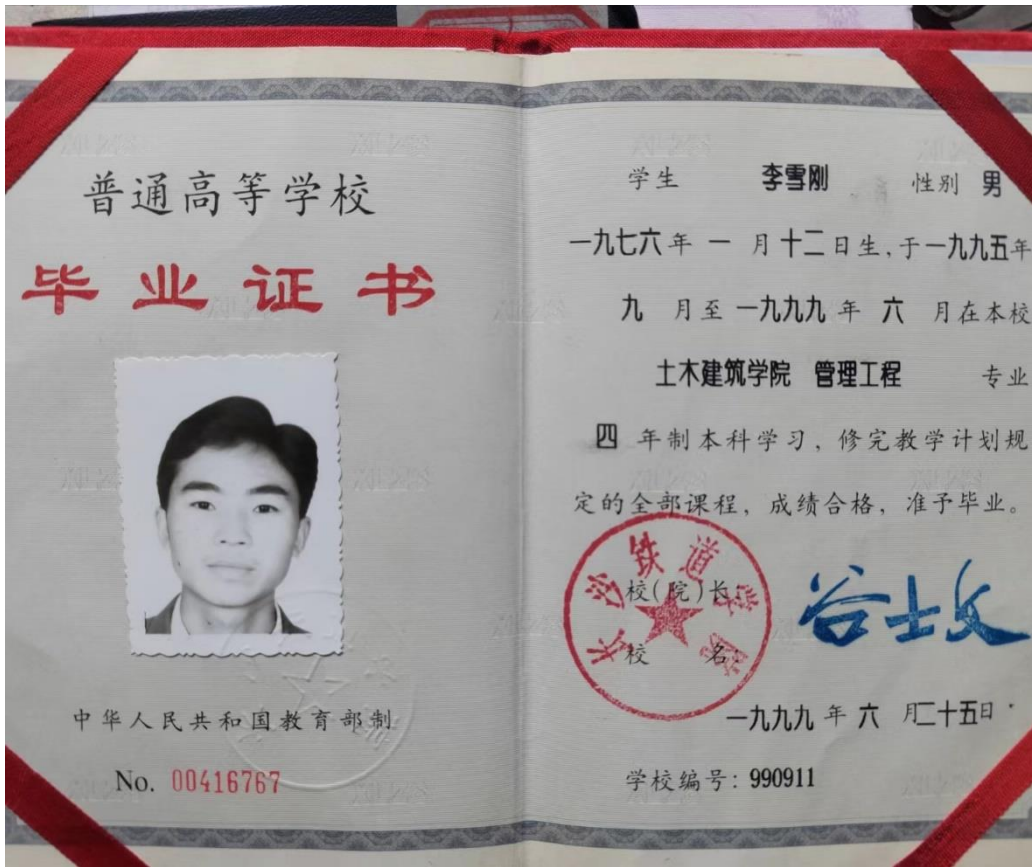 普通高等学校
毕业证书
中华人民共和国教育部制
No. 00416767
学生 李雪刚 性别 男
一九七六年 一 月十二日生,于一九九五年
九 月至一九九九年 六 月在本校
土木建筑学院 管理工程 专业
四 年制本科学习，修完教学计划规
定的全部课程，成绩合格，准予毕业。
校(院)长: 谷士文
校 名:
长沙铁道学院
一九九九年六 月二十五日
学校编号: 990911